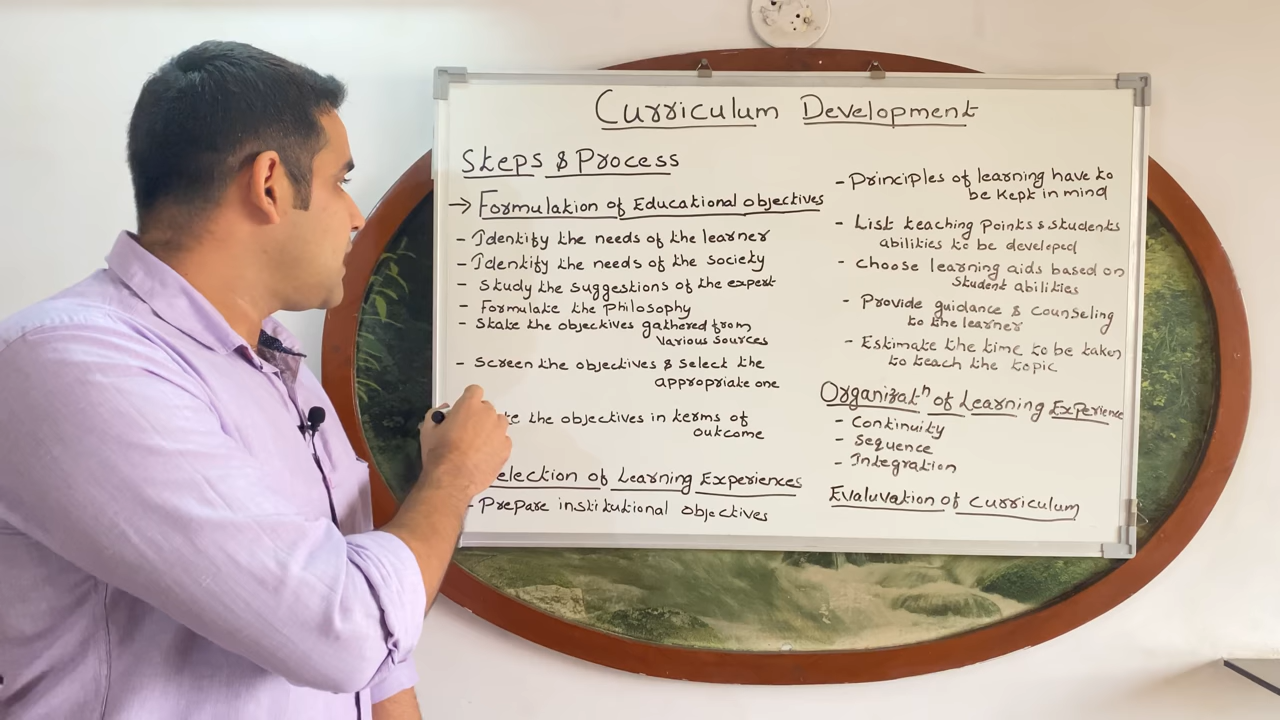 Curriculum Development
Steps & Process
→ Formulation of Educational objectives
- Identify the needs of the learner
- Identify the needs of the society
- Study the suggestions of the expert
- Formulate the Philosophy
- State the objectives gathered from
various sources
- Screen the objectives & select the
appropriate one
the objectives in terms of
outcome
election of Learning Experiences
- Prepare institutional objectives
- Principles of learning have to
be kept in mind
- List teaching points & students
abilities to be developed
- choose learning aids based on
student abilities
- Provide guidance & counseling
to the learner
- Estimate the time to be taken
to teach the topic
Organizatn of Learning Experience
- Continuity
- Sequence
- Integration
Evaluvation of curriculum